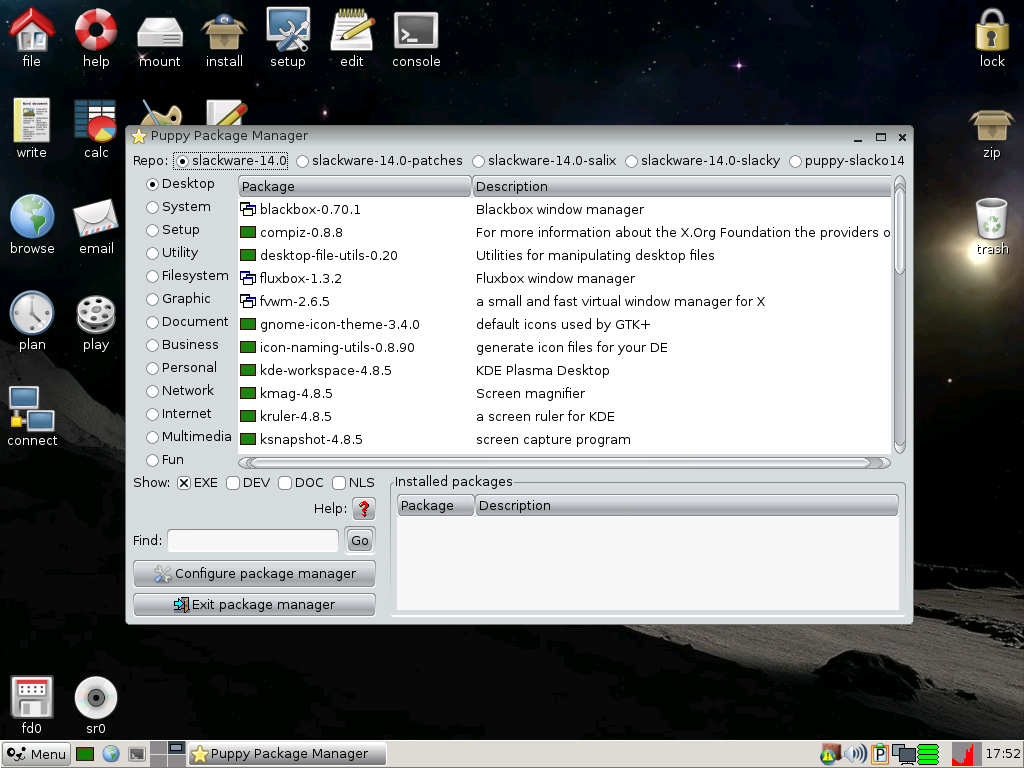 file help mount install setup edit console lock
write calc zip
browse email trash
plan play
connect
fd0 sr0
Puppy Package Manager
Repo: slackware-14.0 slackware-14.0-patches slackware-14.0-salix slackware-14.0-slacky puppy-slacko14
Desktop
System
Setup
Utility
Filesystem
Graphic
Document
Business
Personal
Network
Internet
Multimedia
Fun
Package Description
blackbox-0.70.1 Blackbox window manager
compiz-0.8.8 For more information about the X.Org Foundation the providers o
desktop-file-utils-0.20 Utilities for manipulating desktop files
fluxbox-1.3.2 Fluxbox window manager
fvwm-2.6.5 a small and fast virtual window manager for X
gnome-icon-theme-3.4.0 default icons used by GTK+
icon-naming-utils-0.8.90 generate icon files for your DE
kde-workspace-4.8.5 KDE Plasma Desktop
kmag-4.8.5 Screen magnifier
kruler-4.8.5 a screen ruler for KDE
ksnapshot-4.8.5 screen capture program
Show: EXE DEV DOC NLS
Help: ?
Find: Go
Configure package manager
Exit package manager
Installed packages
Package Description
Menu Puppy Package Manager P 17:52